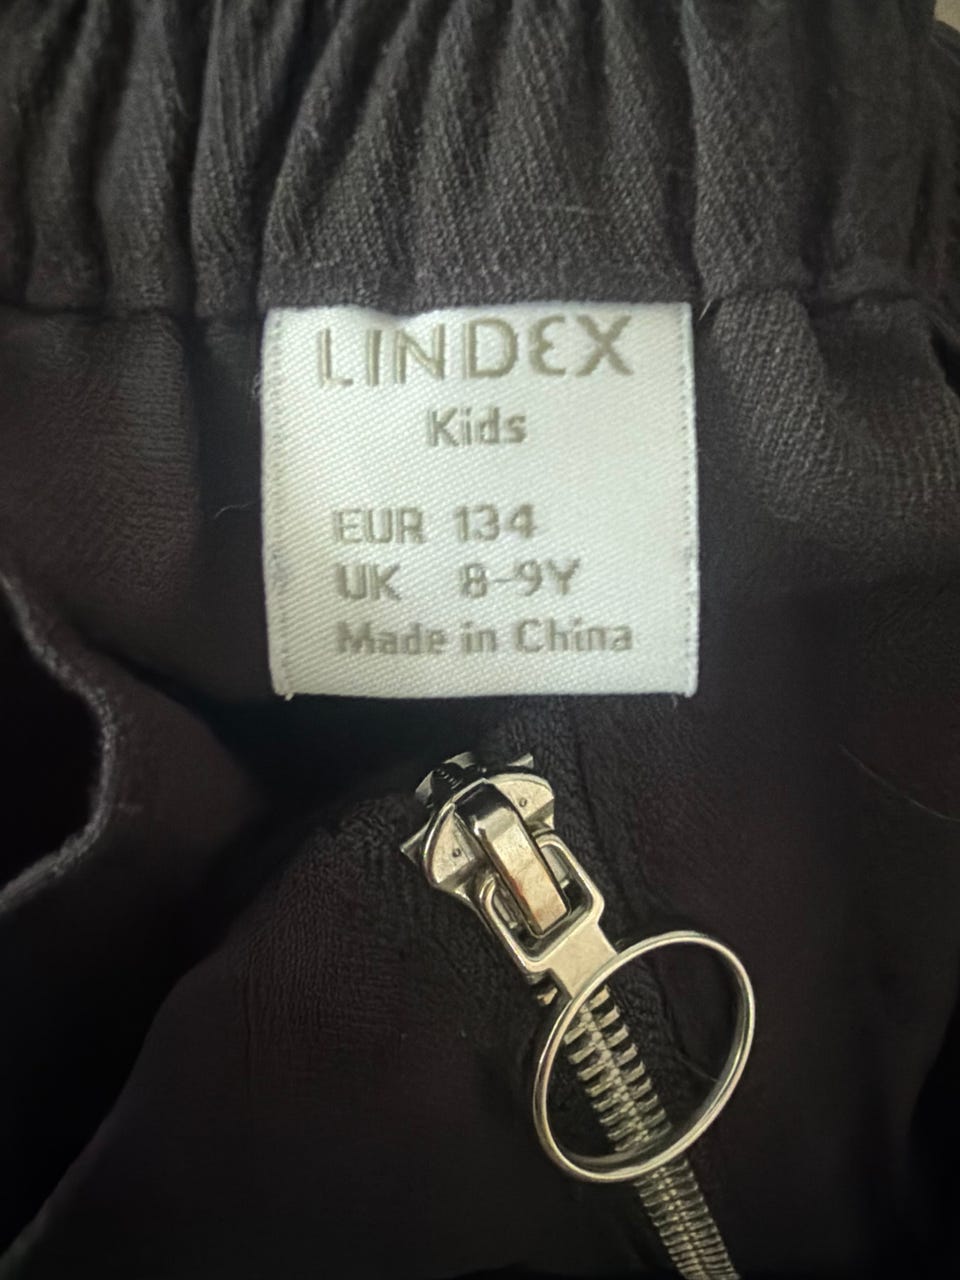 LINDEX
Kids
EUR 134
UK 8-9Y
Made in China